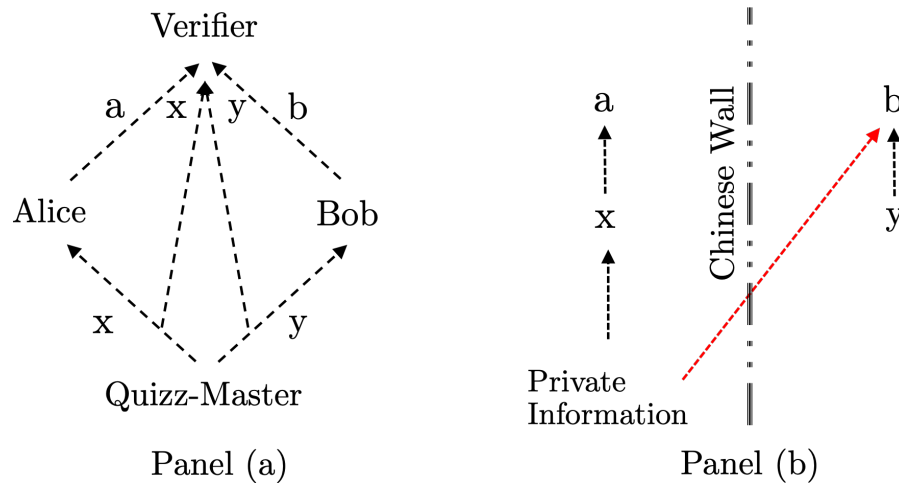 Verifier
a x y b
Alice
Bob
x
y
Quizz-Master
Panel (a)
a
Chinese Wall
b
x
y
Private
Information
Panel (b)